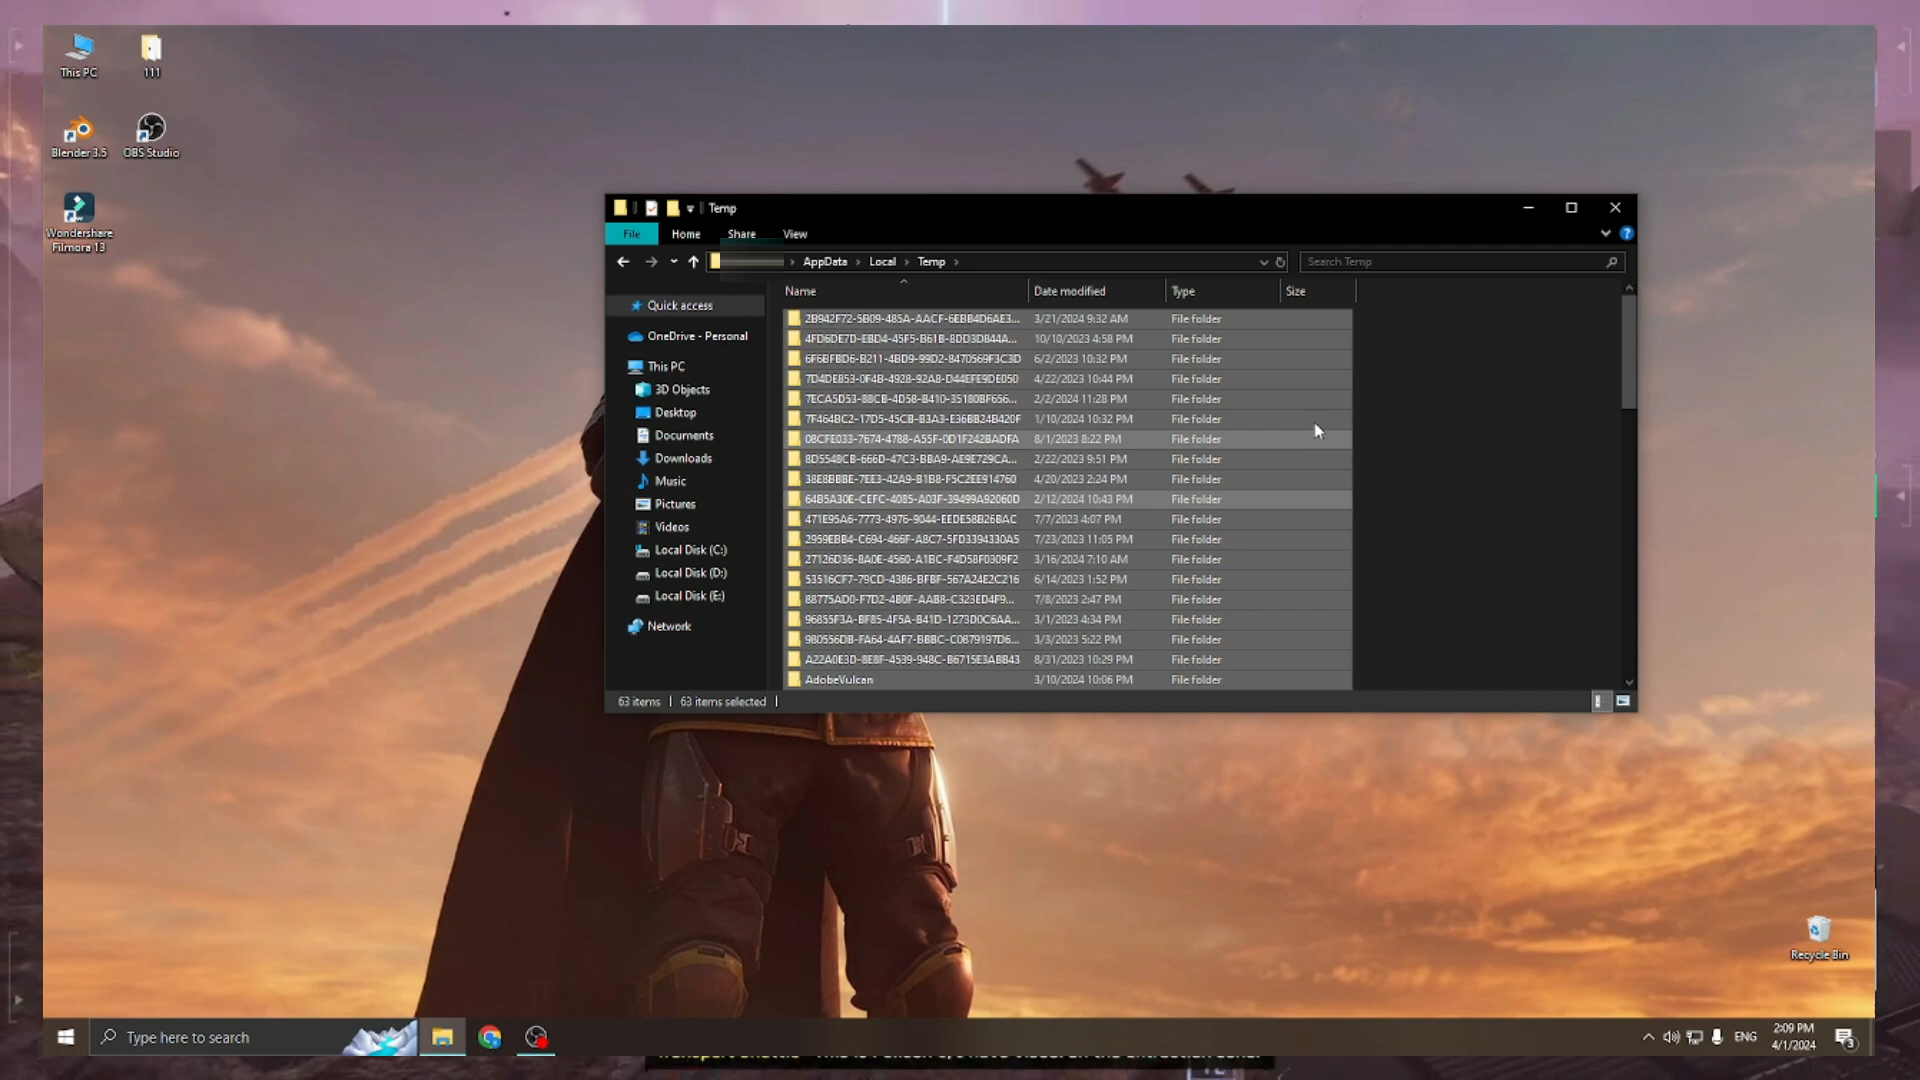 This PC
111
Blender 3.5
OBS Studio
Wondershare
Filmora 13
Temp
File
Home
Share
View
AppData
Local
Temp
Search Temp
Name
Date modified
Type
Size
Quick access
OneDrive - Personal
This PC
3D Objects
Desktop
Documents
Downloads
Music
Pictures
Videos
Local Disk (C:)
Local Disk (D:)
Local Disk (E:)
Network
2B942F72-5B09-485A-AACF-6EBB4D6AE3... 3/21/2024 9:32 AM File folder
4FD6DE7D-EBD4-45F5-B61B-8DD3D844A... 10/10/2023 4:58 PM File folder
6F6BFBD6-B211-4BD9-99D2-8470569F3C3D 6/2/2023 10:32 PM File folder
7D4DE853-0F4B-4928-92A8-D44EFE9DE050 4/22/2023 10:44 PM File folder
7ECA5D53-88CB-4D58-B410-35180BF656... 2/2/2024 11:28 PM File folder
7F464BC2-17D5-45CB-B3A3-E36BB24B420F 1/10/2024 10:32 PM File folder
08CFE033-7674-4788-A55F-0D1F242BADFA 8/1/2023 8:22 PM File folder
8D5548CB-666D-47C3-BBA9-AE9E729CA... 2/22/2023 9:51 PM File folder
38E8BBBE-7EE3-42A9-B1B8-F5C2EE914760 4/20/2023 2:24 PM File folder
64B5A30E-CEFC-4085-A03F-39499A92060D 2/12/2024 10:43 PM File folder
471E95A6-7773-4976-9044-EEDE58B26BAC 7/7/2023 4:07 PM File folder
2959EBB4-C694-466F-A8C7-5FD3394330A5 7/23/2023 11:05 PM File folder
27126D36-8A0E-4560-A1BC-F4D58F0309F2 3/16/2024 7:10 AM File folder
53516CF7-79CD-4386-BFBF-567A24E2C216 6/14/2023 1:52 PM File folder
88775AD0-F7D2-4B0F-AAB8-C323ED4F9... 7/8/2023 2:47 PM File folder
96855F3A-BF85-4F5A-B41D-1273D0C6AA... 3/1/2023 4:34 PM File folder
980556DB-FA64-4AF7-BBBC-C0879197D6... 3/3/2023 5:22 PM File folder
A22A0E3D-8E8F-4539-948C-B6715E3ABB43 8/31/2023 10:29 PM File folder
AdobeVulcan 3/10/2024 10:06 PM File folder
63 items
63 items selected
Recycle Bin
Type here to search
ENG
2:09 PM
4/1/2024
3